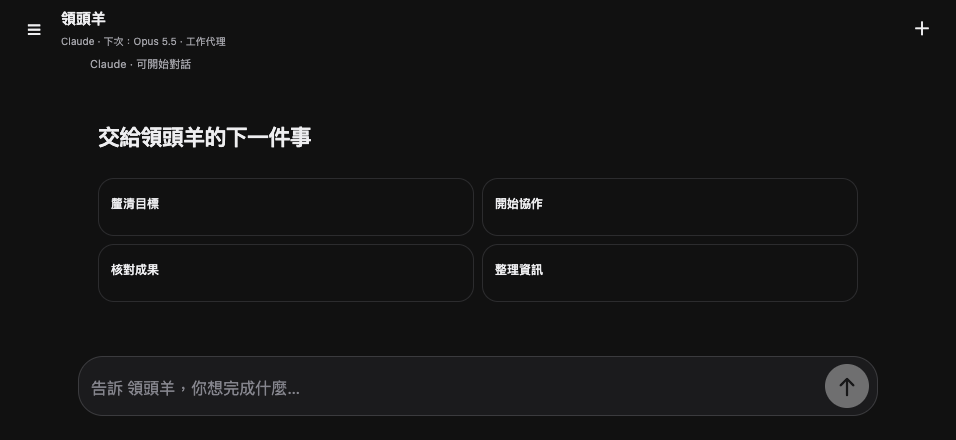 領頭羊
Claude · 下次：Opus 5.5 · 工作代理
Claude · 可開始對話
交給領頭羊的下一件事
釐清目標
開始協作
核對成果
整理資訊
告訴 領頭羊，你想完成什麼...